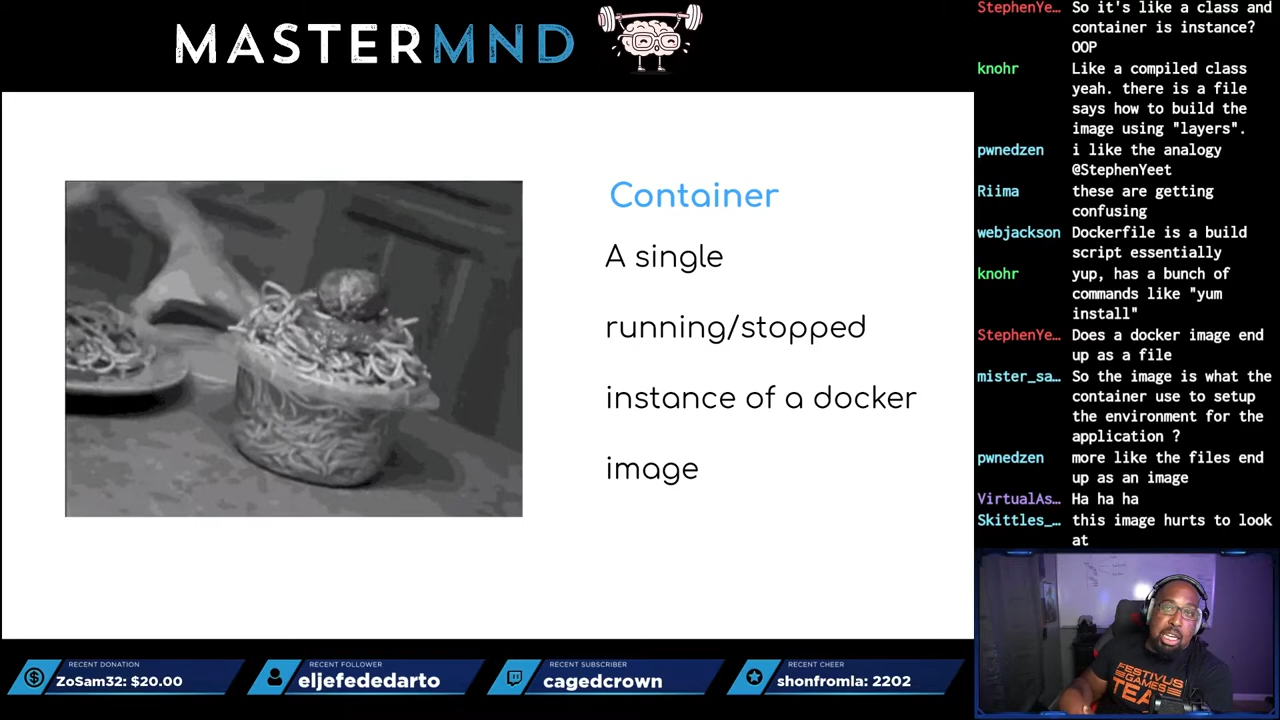 MASTERMND
Container
A single
running/stopped
instance of a docker
image
StephenYe… So it's like a class and
container is instance?
OOP
knohr Like a compiled class
yeah. there is a file
says how to build the
image using "layers".
pwnedzen i like the analogy
@StephenYeet
Riima these are getting
confusing
webjackson Dockerfile is a build
script essentially
knohr yup, has a bunch of
commands like "yum
install"
StephenYe… Does a docker image end
up as a file
mister_sa… So the image is what the
container use to setup
the environment for the
application ?
pwnedzen more like the files end
up as an image
VirtualAs… Ha ha ha
Skittles_… this image hurts to look
at
FESTIVUS
GAMES
TEA
RECENT DONATION
ZoSam32: $20.00
RECENT FOLLOWER
eljefededarto
RECENT SUBSCRIBER
cagedcrown
RECENT CHEER
shonfromla: 2202